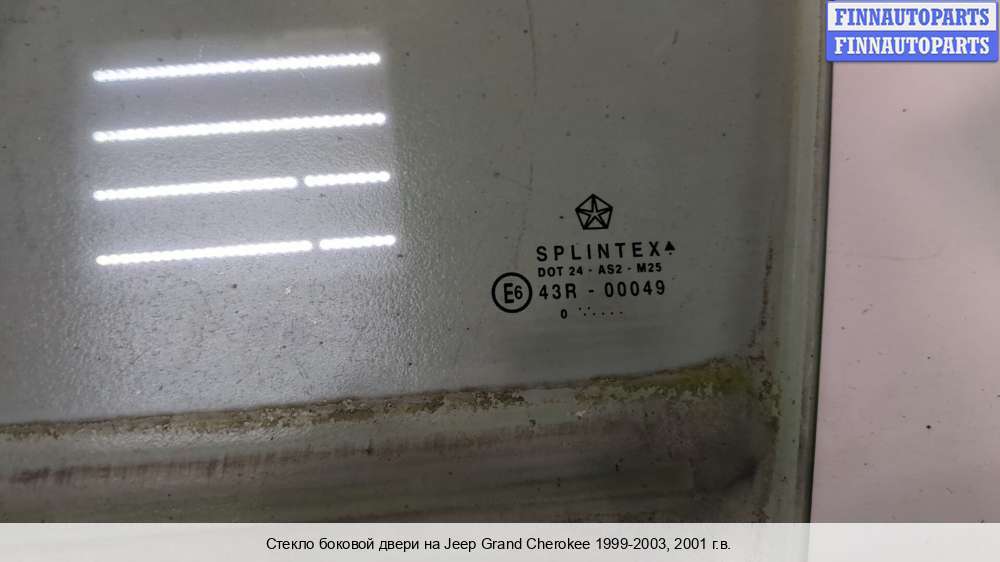 FINNAUTOPARTS
FINNAUTOPARTS
SPLINTEX
DOT 24 - AS2 - M25
E6 43R - 00049
0 ..  .....
Стекло боковой двери на Jeep Grand Cherokee 1999-2003, 2001 г.в.